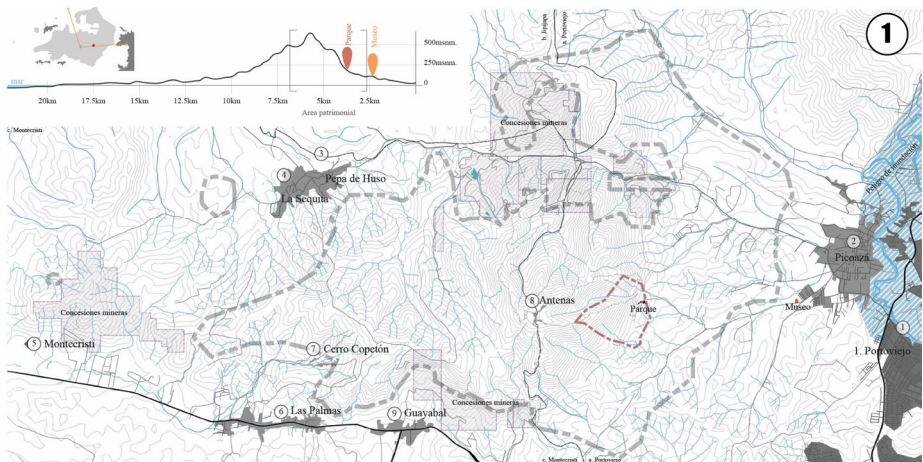 1
500msnm.
250msnm.
0
Parque
Museo
mar
20km
17.5km
15km
12.5km
10km
7.5km
5km
2.5km
Area patrimonial
b. Jipijapa
a. Portoviejo
c. Montecristi
Concesiones mineras
3
4
Pepa de Huso
La Sequita
Peligro de inundación
2
Picoazá
Concesiones mineras
8 Antenas
Parque
Museo
1
1. Portoviejo
5 Montecristi
7 Cerro Copetón
Concesiones mineras
6 Las Palmas
9 Guayabal
c. Montecristi
a. Portoviejo